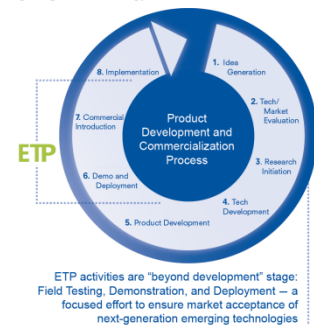 8. Implementation
1. Idea
Generation
2. Tech/
Market
Evaluation
3. Research
Initiation
4. Tech
Development
5. Product Development
6. Demo and
Deployment
7. Commercial
Introduction
Product
Development and
Commercialization
Process
ETP
ETP activities are “beyond development” stage:
Field Testing, Demonstration, and Deployment — a
focused effort to ensure market acceptance of
next-generation emerging technologies